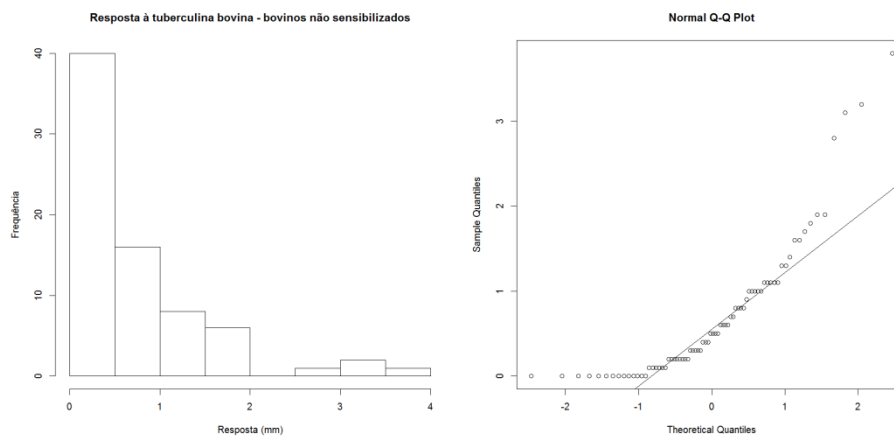 Resposta à tuberculina bovina - bovinos não sensibilizados
Frequência
40
30
20
10
0
0 1 2 3 4
Resposta (mm)
Normal Q-Q Plot
Sample Quantiles
3
2
1
0
-2 -1 0 1 2
Theoretical Quantiles